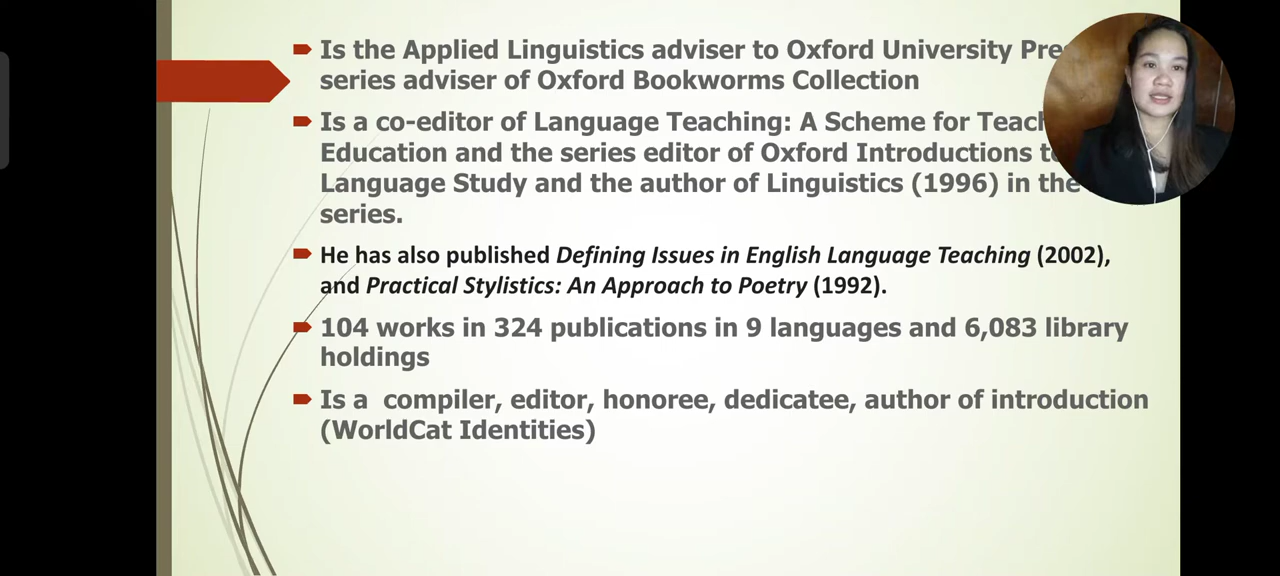 Is the Applied Linguistics adviser to Oxford University
series adviser of Oxford Bookworms Collection
Is a co-editor of Language Teaching: A Scheme for
Education and the series editor of Oxford Introductions
Language Study and the author of Linguistics (1996) in the
series.
He has also published Defining Issues in English Language Teaching (2002),
and Practical Stylistics: An Approach to Poetry (1992).
104 works in 324 publications in 9 languages and 6,083 library
holdings
Is a compiler, editor, honoree, dedicatee, author of introduction
(WorldCat Identities)